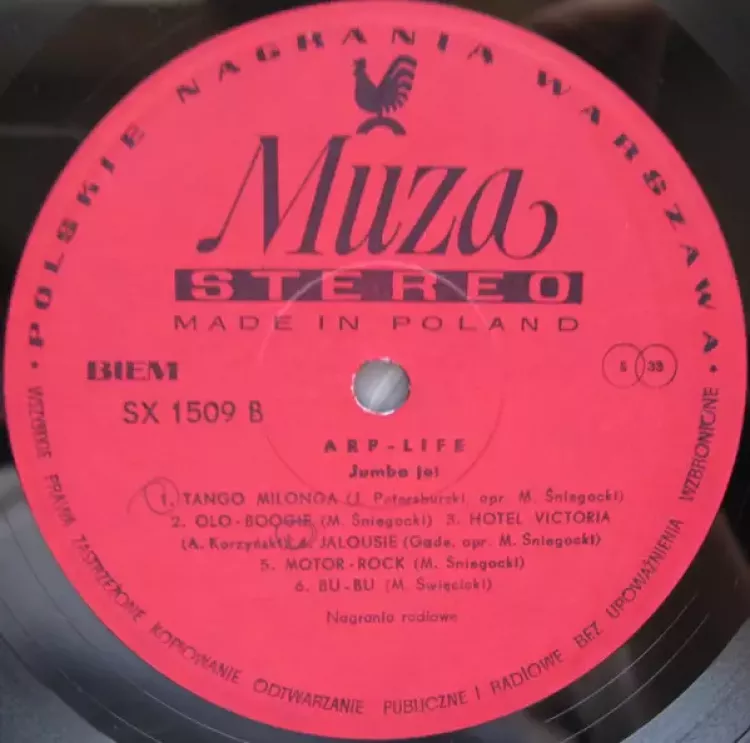 · POLSKIE NAGRANIA WARSZAWA ·
Muza
STEREO
MADE IN POLAND
BIEM
S 33
SX 1509 B
ARP-LIFE
Jumbo jet
1. TANGO MILONGA (J. Petersburski, opr. M. Śniegocki)
2. OLO-BOOGIE (M. Śniegocki) 3. HOTEL VICTORIA
(A. Korzyński) 4. JALOUSIE (Gade, opr. M. Śniegocki)
5. MOTOR-ROCK (M. Śniegocki)
6. BU-BU (M. Święcicki)
Nagrania radiowe
WSZELKIE PRAWA ZASTRZEŻONE KOPIOWANIE ODTWARZANIE PUBLICZNE I RADIOWE BEZ UPOWAŻNIENIA WZBRONIONE